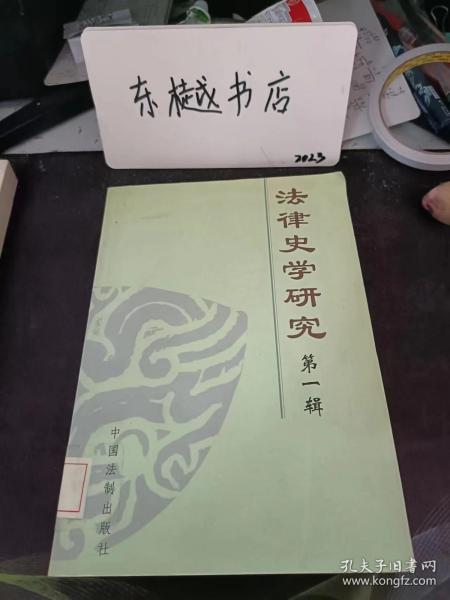 东樾书店
2023
法律史学研究
第一辑
中国法制出版社
孔夫子旧书网
www.kongfz.com